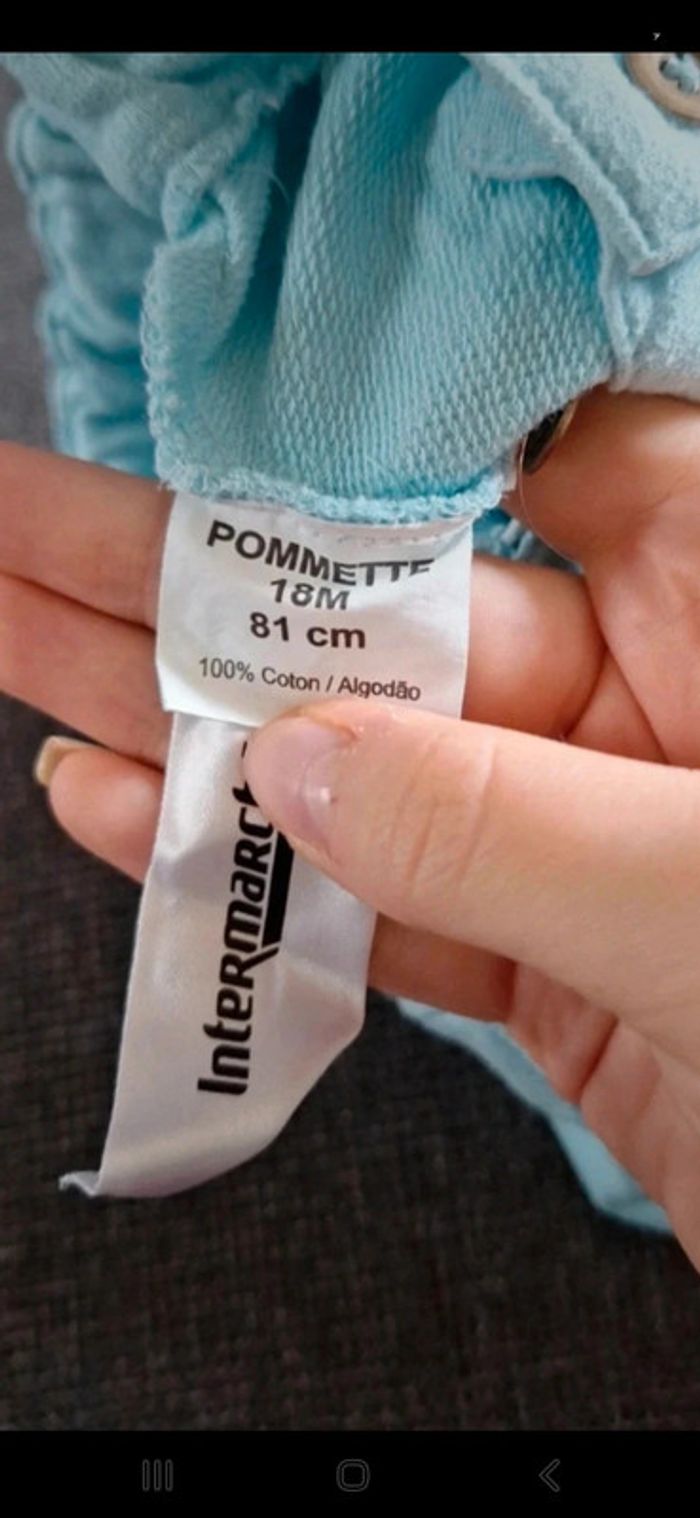 POMMETTE
18M
81 cm
100% Coton / Algodão
Intermarc